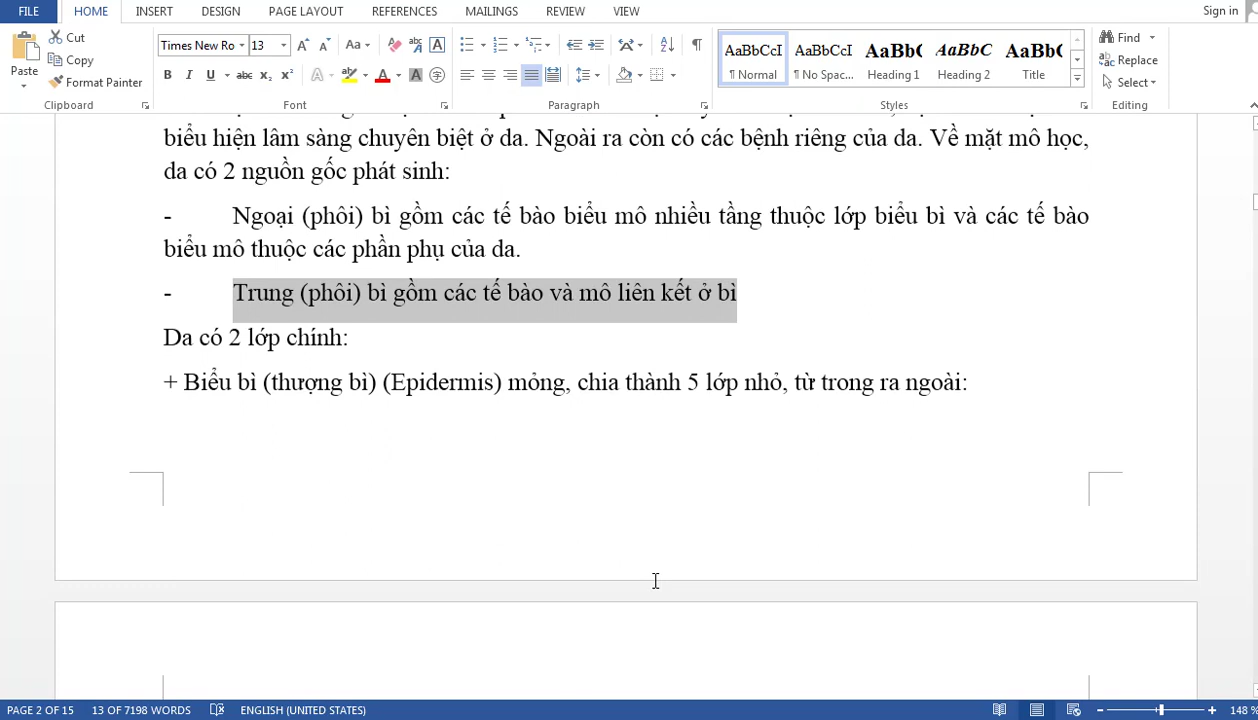 FILE HOME INSERT DESIGN PAGE LAYOUT REFERENCES MAILINGS REVIEW VIEW Sign in
Paste
Cut
Copy
Format Painter
Clipboard
Times New Ro 13
Font
Paragraph
AaBbCcI AaBbCcI AaBbC AaBbC AaBb(
¶ Normal ¶ No Spac... Heading 1 Heading 2 Title
Styles
Find
Replace
Select
Editing
biểu hiện lâm sàng chuyên biệt ở da. Ngoài ra còn có các bệnh riêng của da. Về mặt mô học,
da có 2 nguồn gốc phát sinh:
- Ngoại (phôi) bì gồm các tế bào biểu mô nhiều tầng thuộc lớp biểu bì và các tế bào
biểu mô thuộc các phần phụ của da.
- Trung (phôi) bì gồm các tế bào và mô liên kết ở bì
Da có 2 lớp chính:
+ Biểu bì (thượng bì) (Epidermis) mỏng, chia thành 5 lớp nhỏ, từ trong ra ngoài:
PAGE 2 OF 15 13 OF 7198 WORDS ENGLISH (UNITED STATES) 148 %